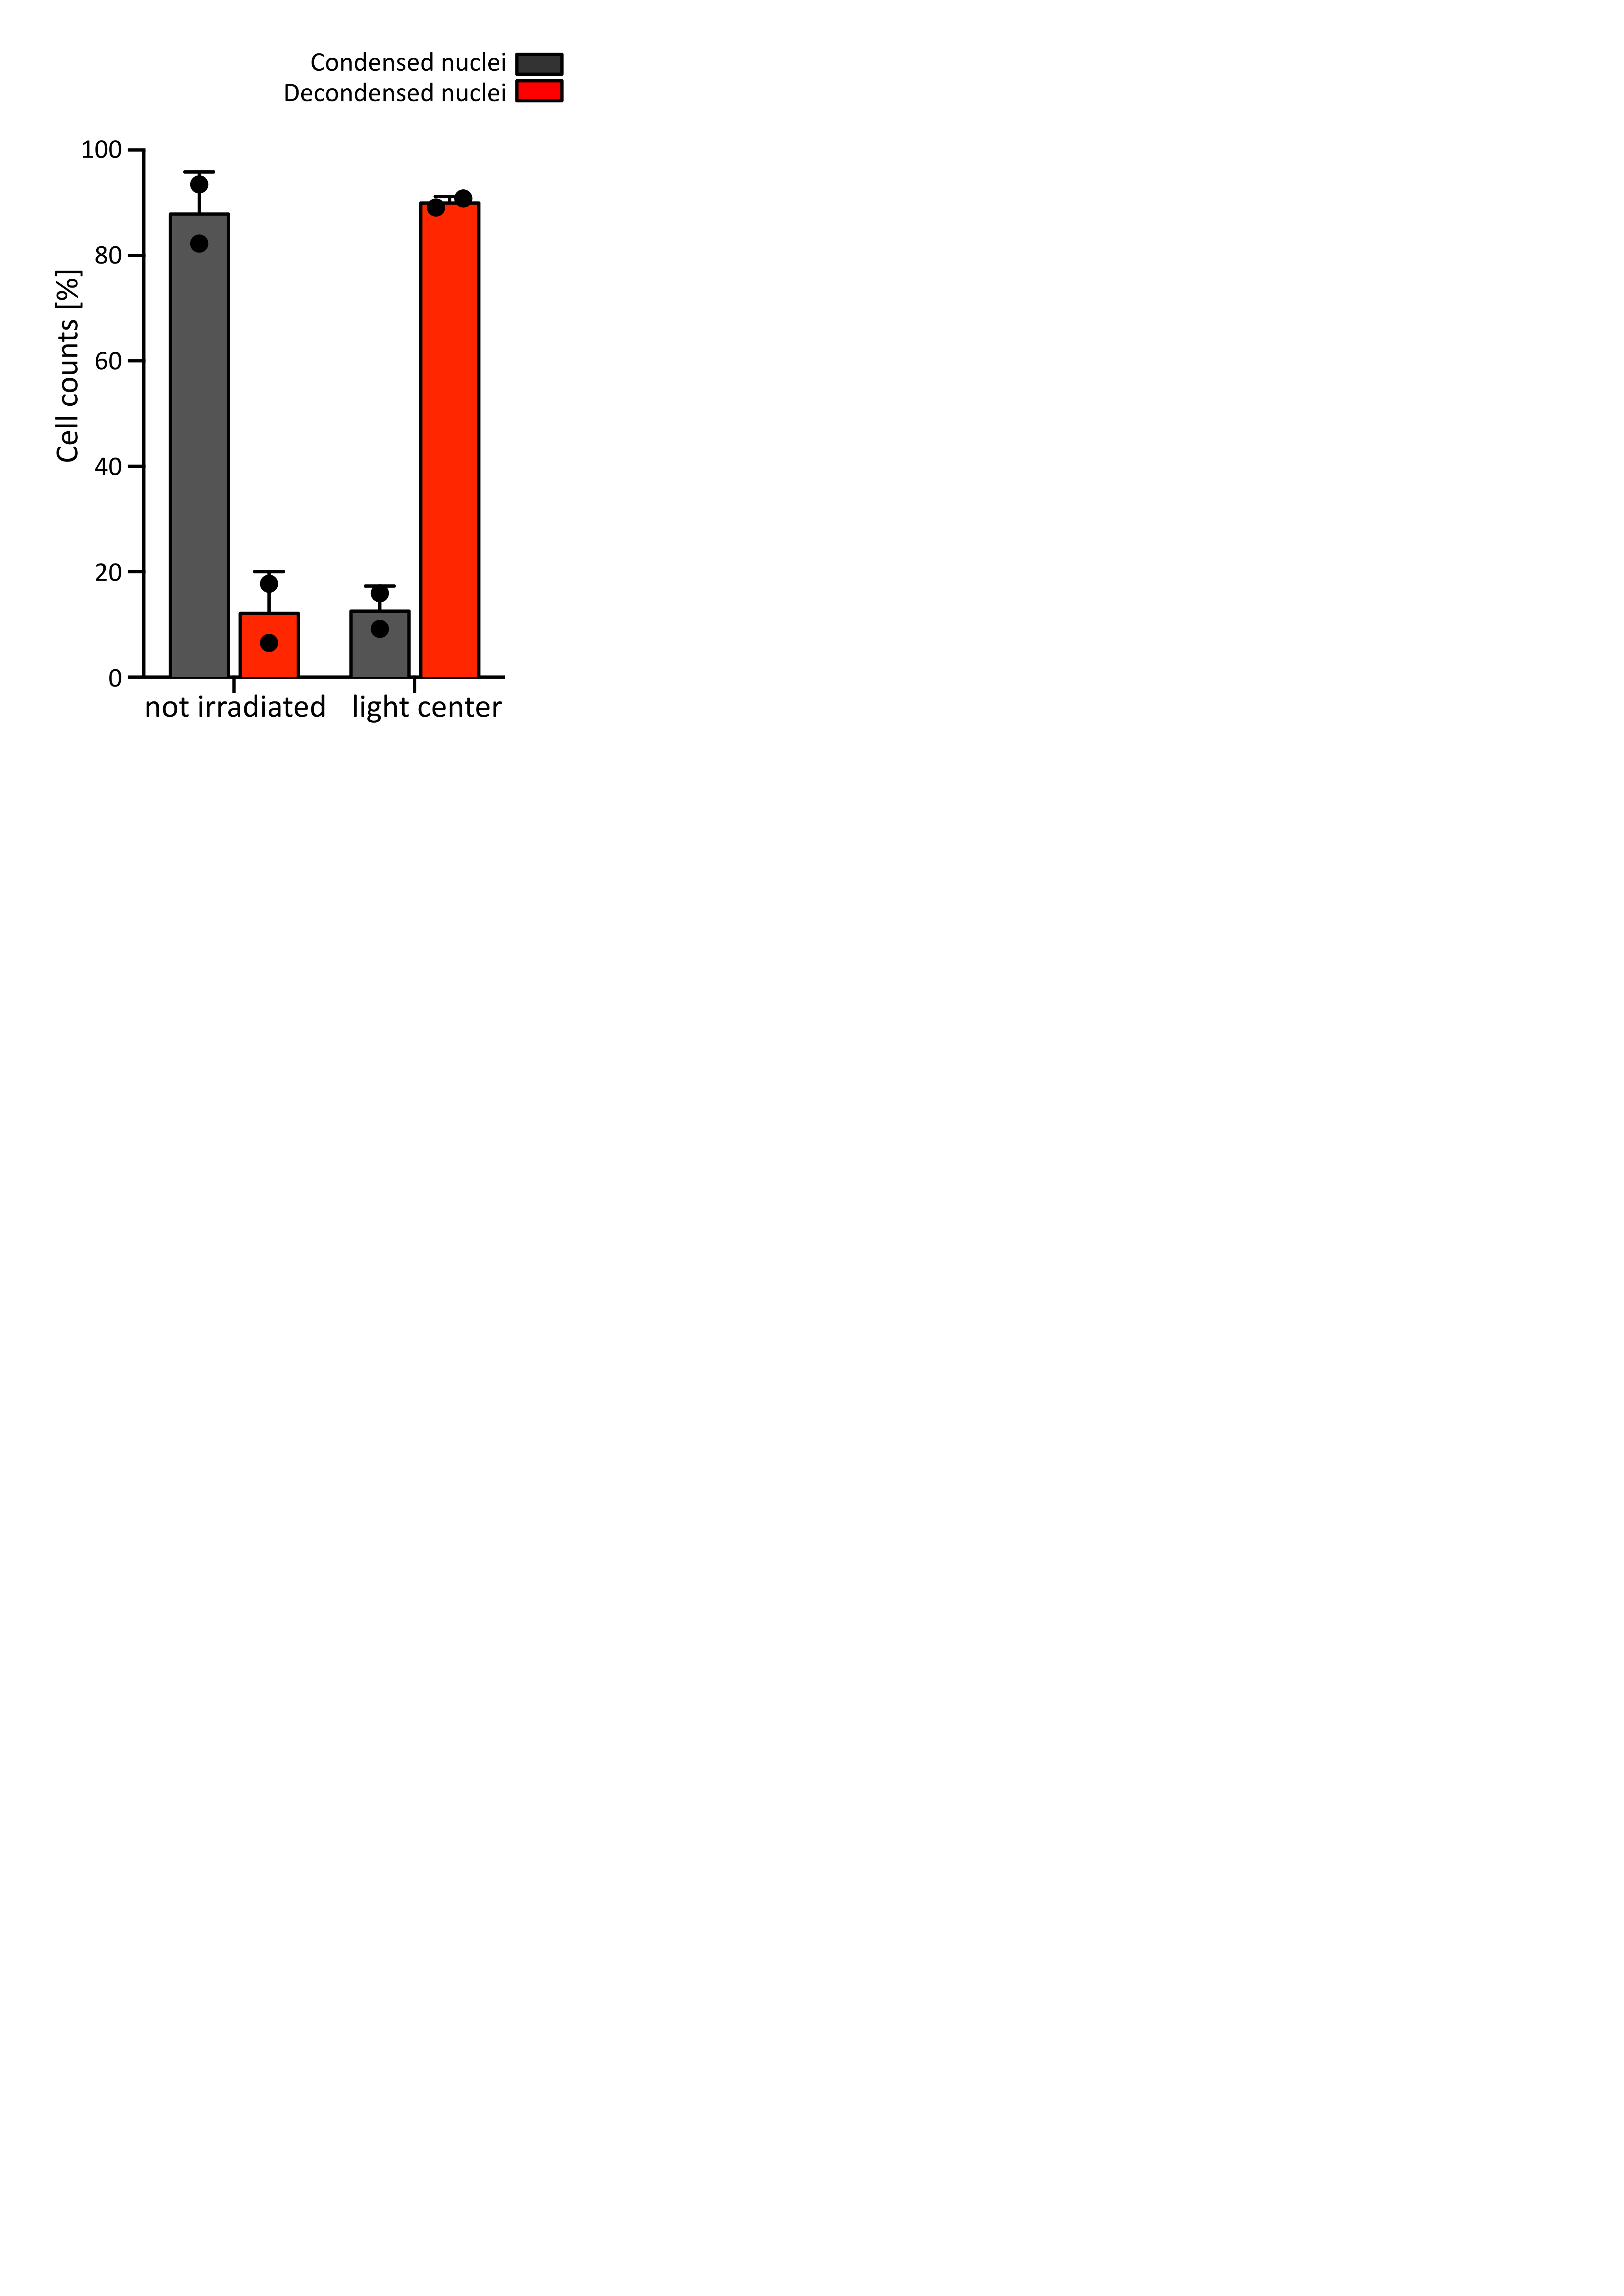 Condensed nuclei
Decondensed nuclei
Cell counts [%]
100
80
60
40
20
0
not irradiated
light center